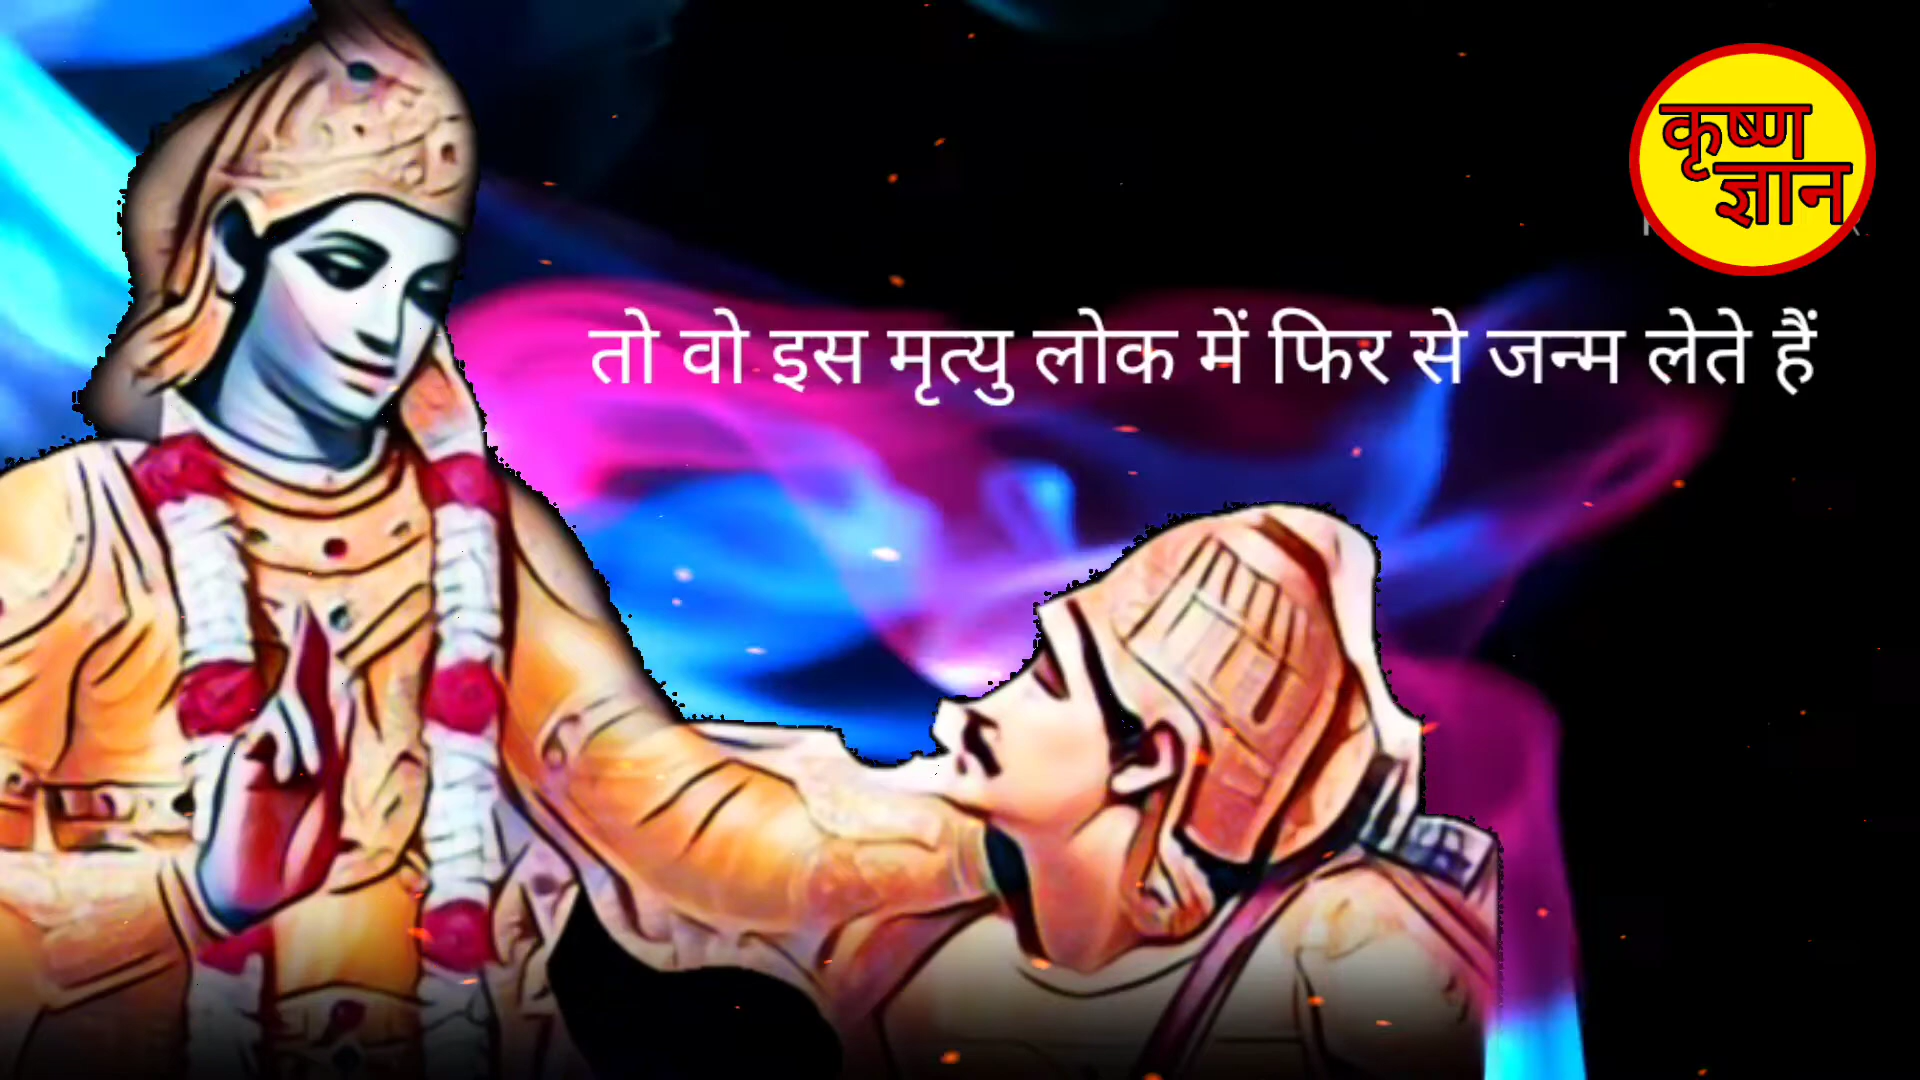 कृष्ण
ज्ञान
तो वो इस मृत्यु लोक में फिर से जन्म लेते हैं